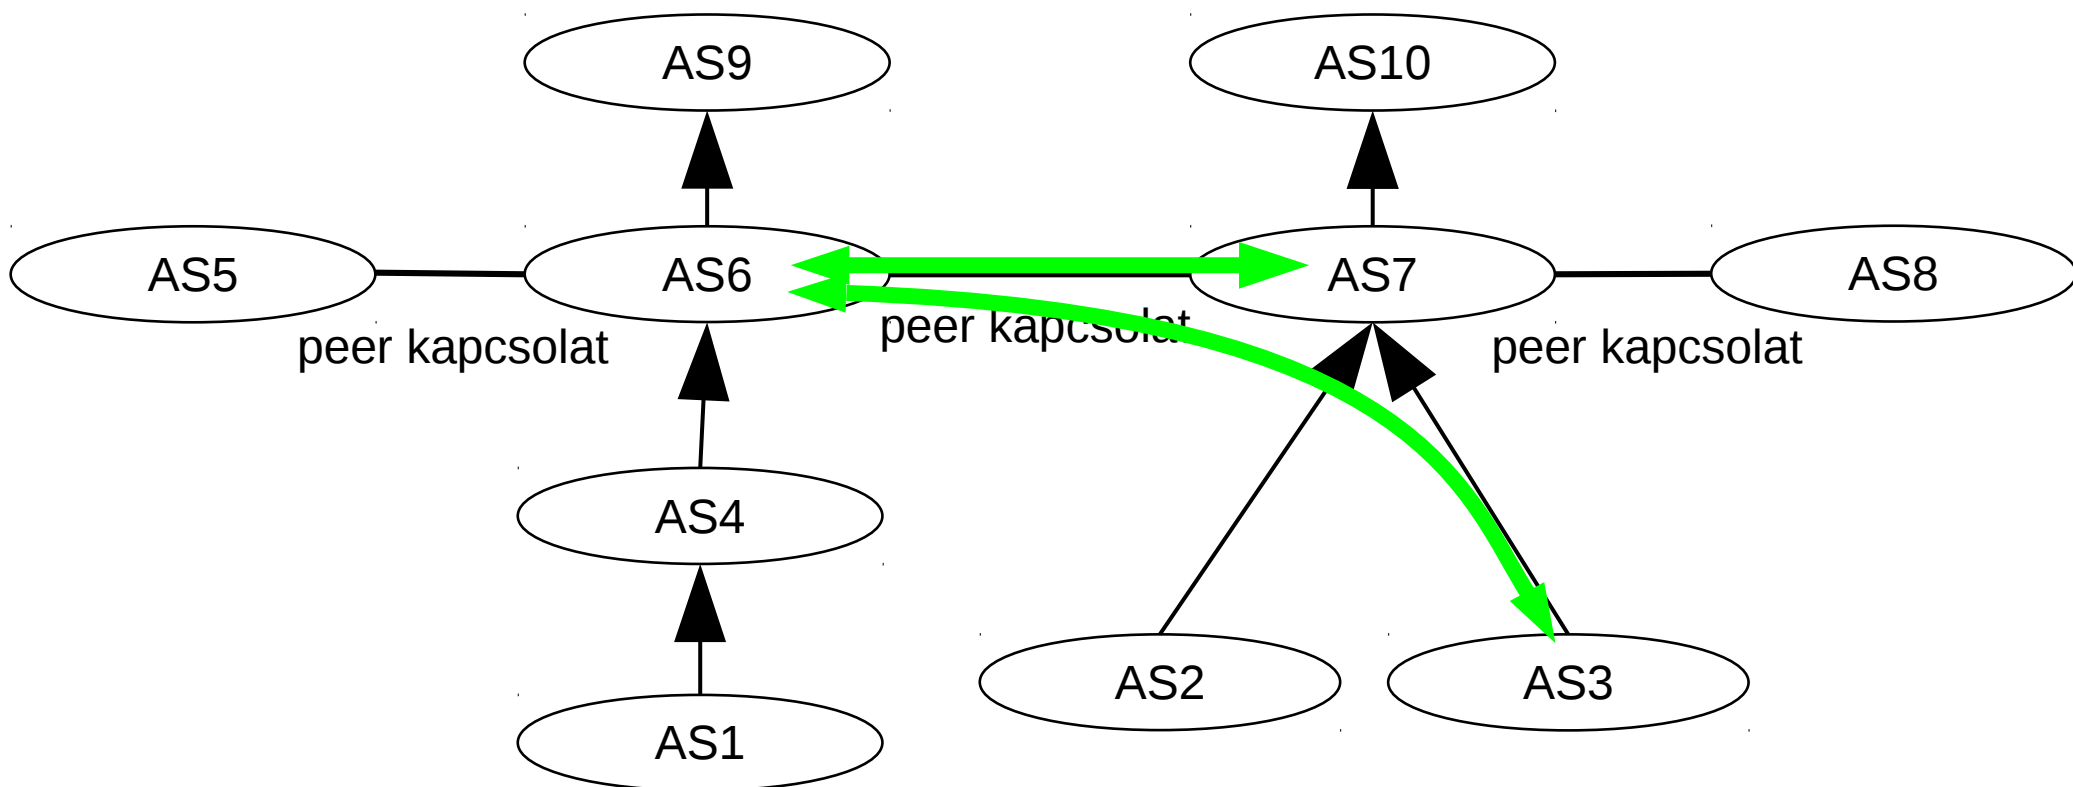 AS9
AS10
AS5
AS6
AS7
AS8
peer kapcsolat
peer kapcsolat
peer kapcsolat
AS4
AS2
AS3
AS1